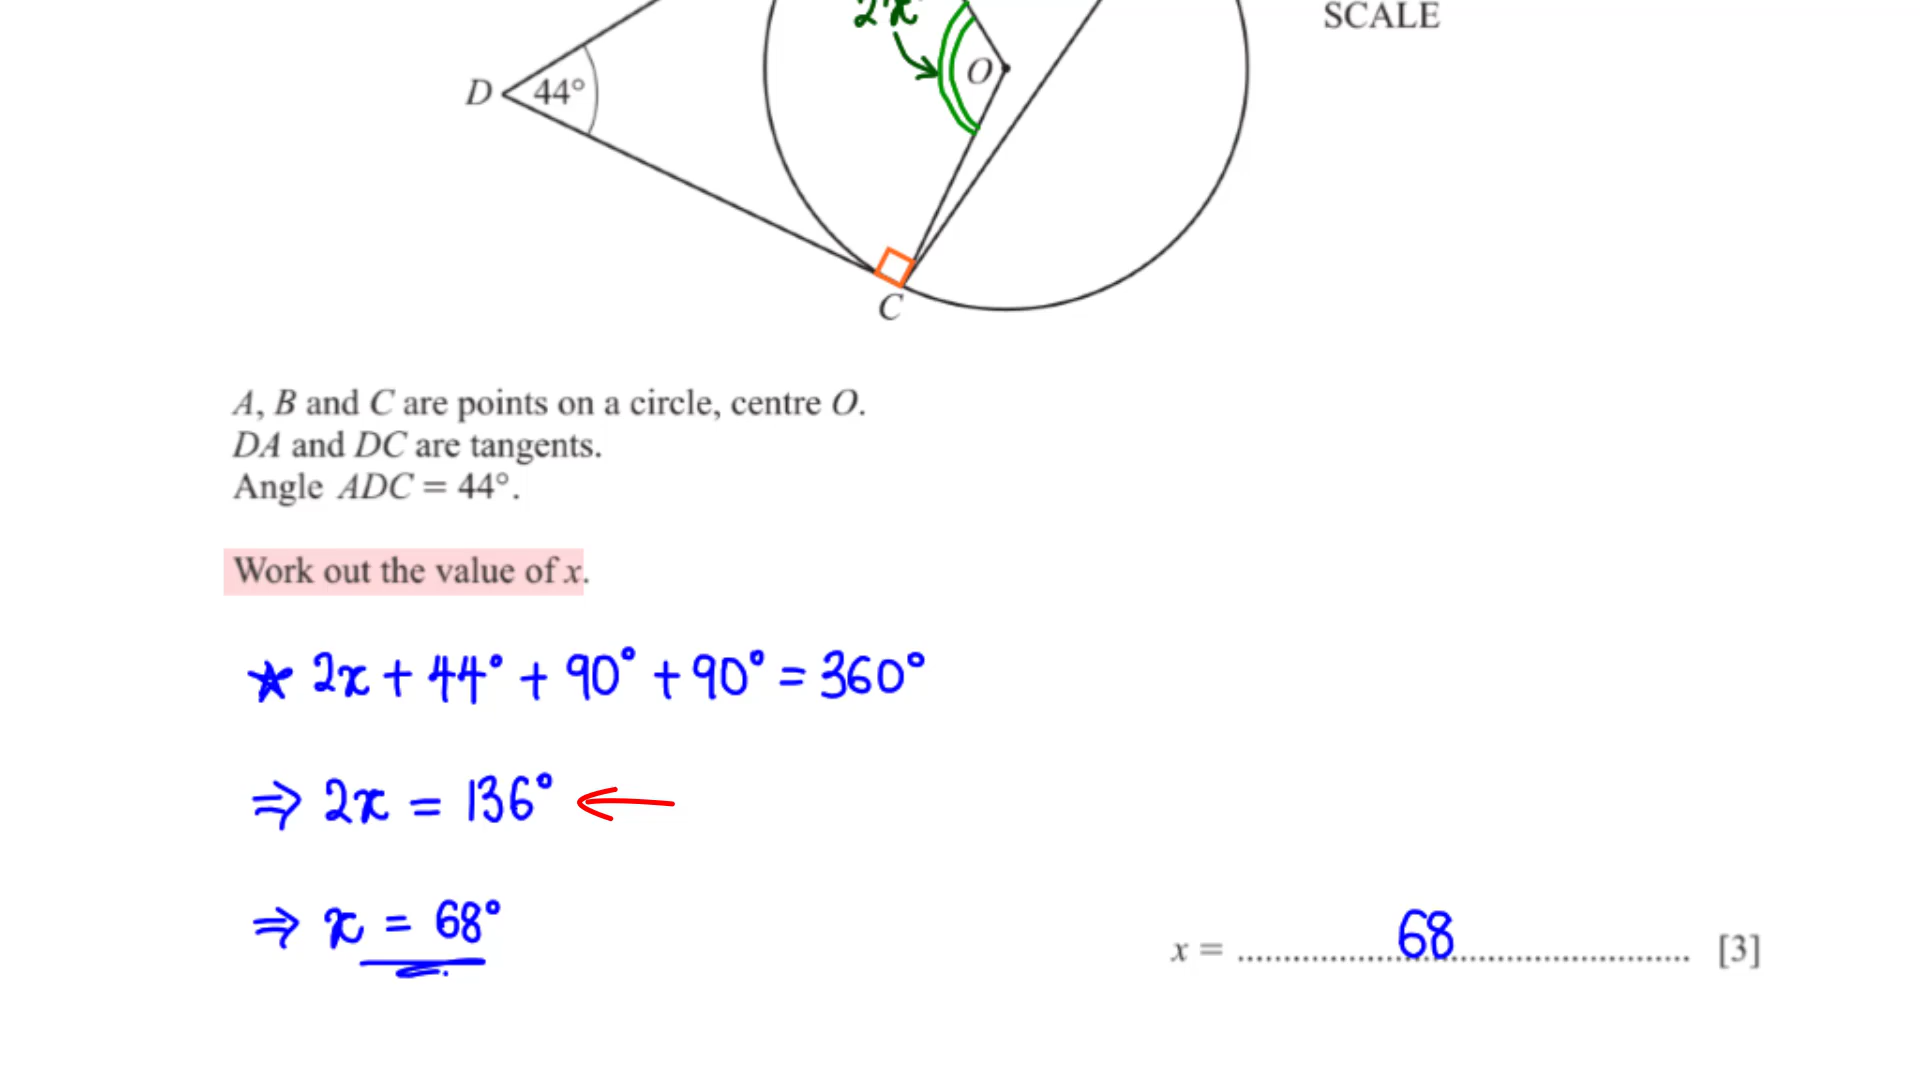 SCALE
2x
O
D 44°
C
A, B and C are points on a circle, centre O.
DA and DC are tangents.
Angle ADC = 44°.
Work out the value of x.
★ 2x + 44° + 90° + 90° = 360°
⇒ 2x = 136° ←
⇒ x = 68°
x = ........ 68 ........ [3]